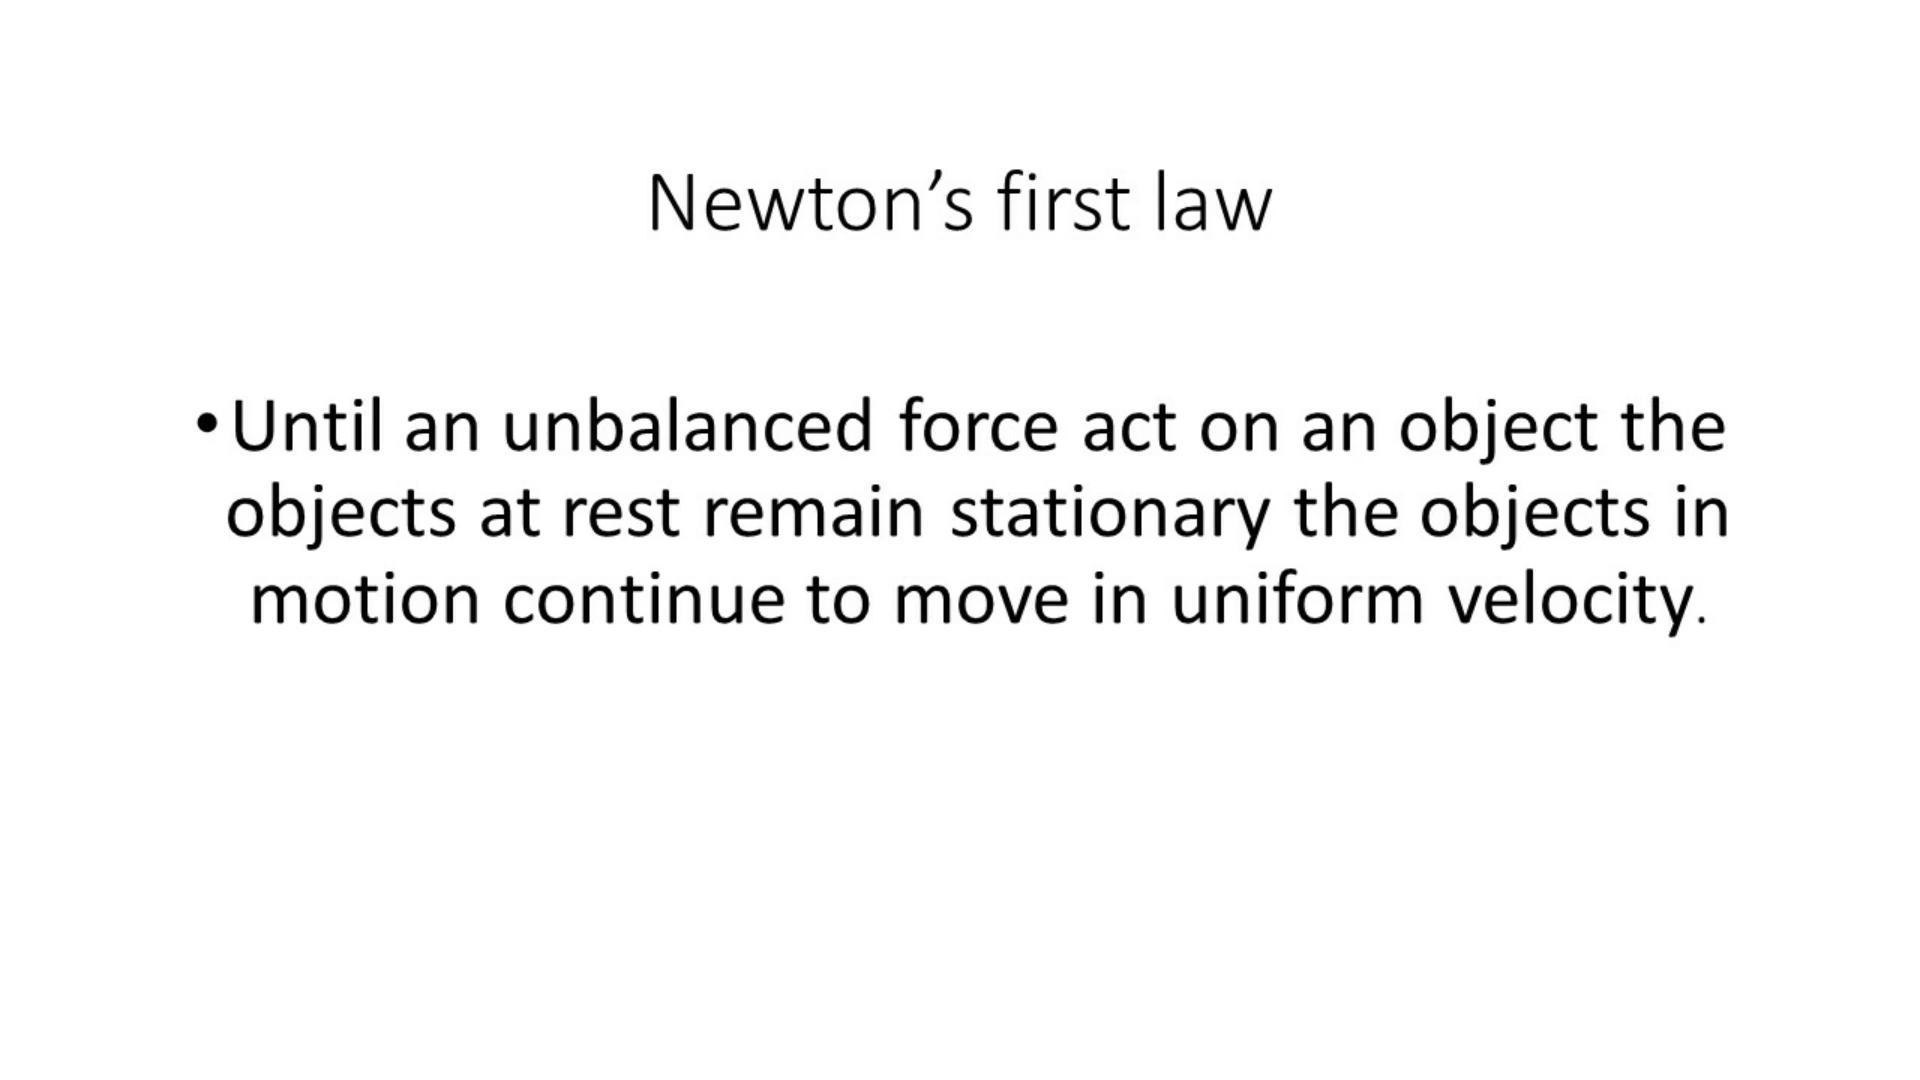 Newton’s first law
•Until an unbalanced force act on an object the
objects at rest remain stationary the objects in
motion continue to move in uniform velocity.